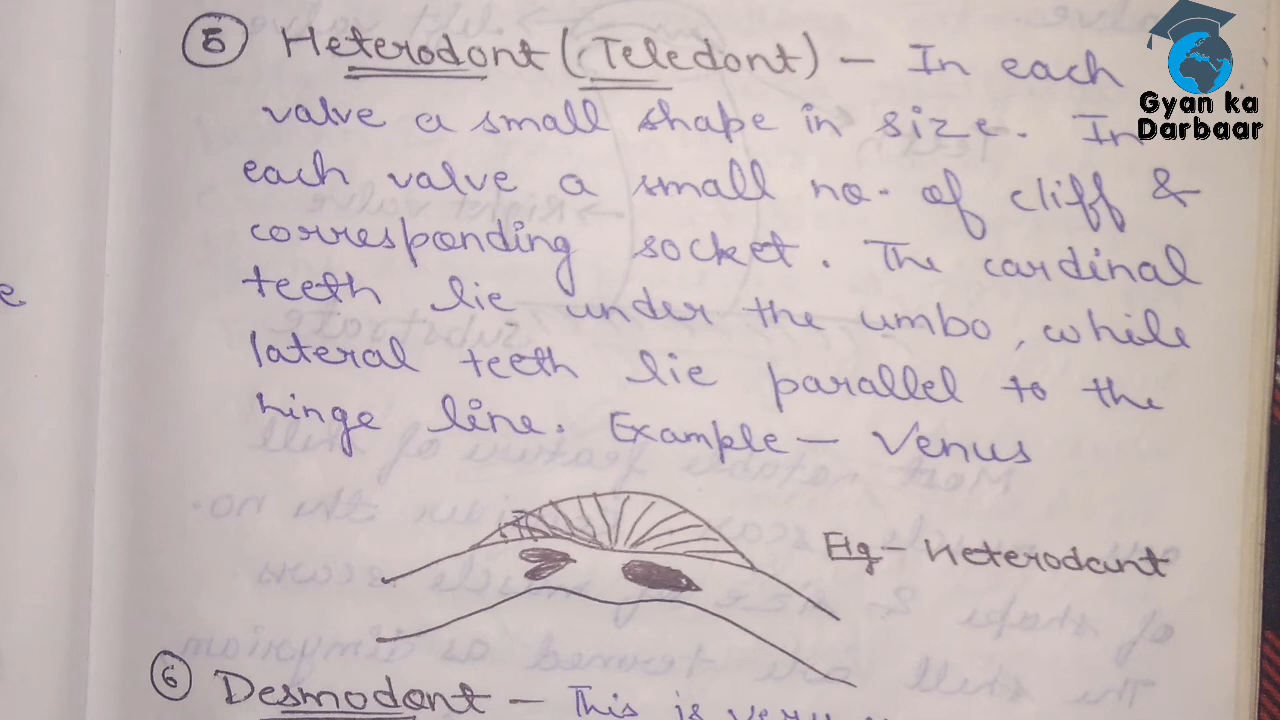 5 Heterodont (Teledont) - In each
valve a small shape in size. In
each valve a small no. of cliff &
corresponding socket. The cardinal
teeth lie under the umbo, while
lateral teeth lie parallel to the
hinge line. Example - Venus
Fig - Heterodont
6 Desmodont - This is very
Gyan ka
Darbaar
e